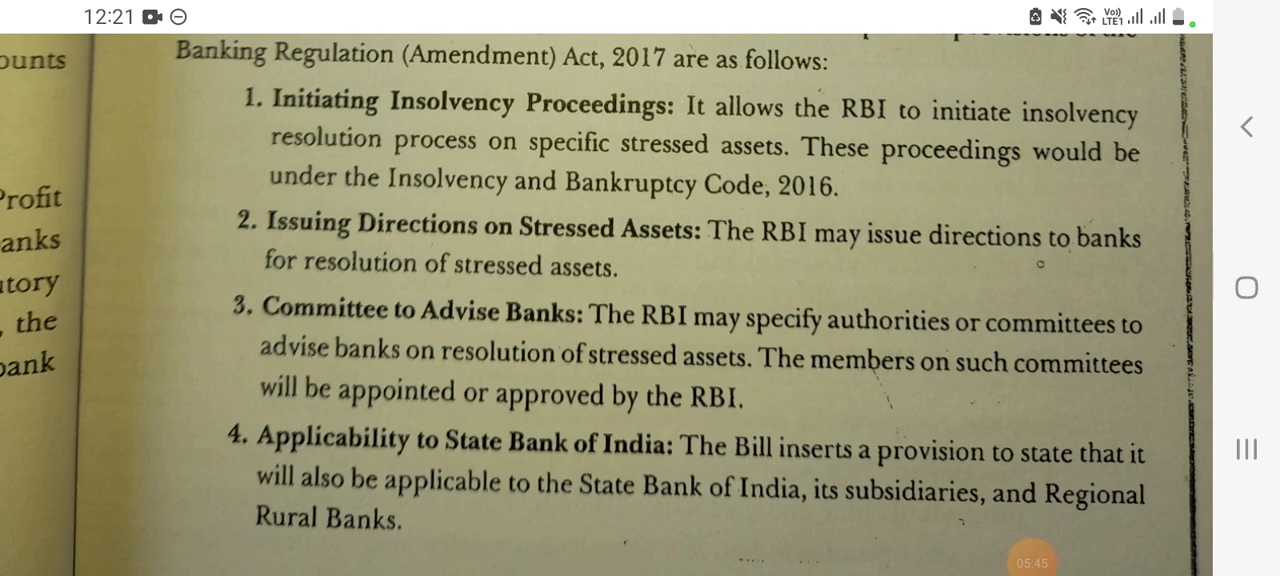 12:21
Vo))
LTE1
ounts
Banking Regulation (Amendment) Act, 2017 are as follows:
1. Initiating Insolvency Proceedings: It allows the RBI to initiate insolvency
resolution process on specific stressed assets. These proceedings would be
under the Insolvency and Bankruptcy Code, 2016.
Profit
2. Issuing Directions on Stressed Assets: The RBI may issue directions to banks
anks
for resolution of stressed assets.
tory
3. Committee to Advise Banks: The RBI may specify authorities or committees to
, the
advise banks on resolution of stressed assets. The members on such committees
bank
will be appointed or approved by the RBI.
4. Applicability to State Bank of India: The Bill inserts a provision to state that it
will also be applicable to the State Bank of India, its subsidiaries, and Regional
Rural Banks.
05:45